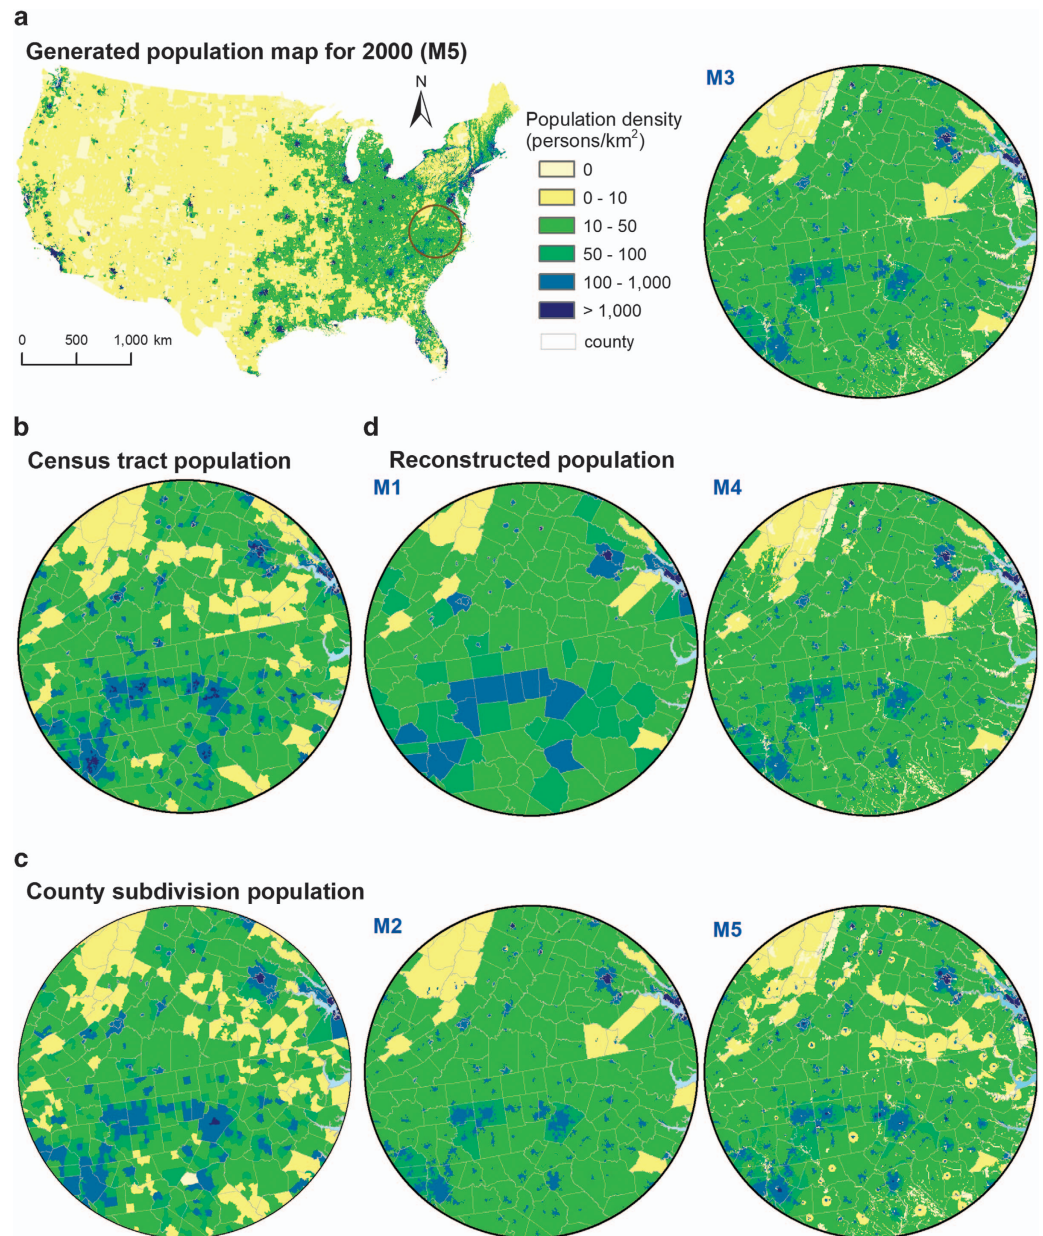 a
Generated population map for 2000 (M5)
N
Population density
(persons/km²)
0
0 - 10
10 - 50
50 - 100
100 - 1,000
> 1,000
county
0 500 1,000 km
M3
b
Census tract population
d
Reconstructed population
M1
M4
c
County subdivision population
M2
M5